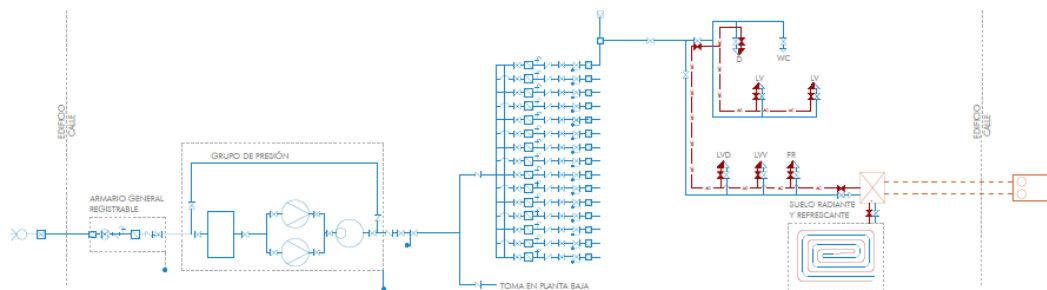 EDIFICIO
CALLE
ARMARIO GENERAL
REGISTRABLE
GRUPO DE PRESIÓN
TOMA EN PLANTA BAJA
D
WC
LV
LV
LVD
LVV
FR
SUELO RADIANTE
Y REFRESCANTE
EDIFICIO
CALLE